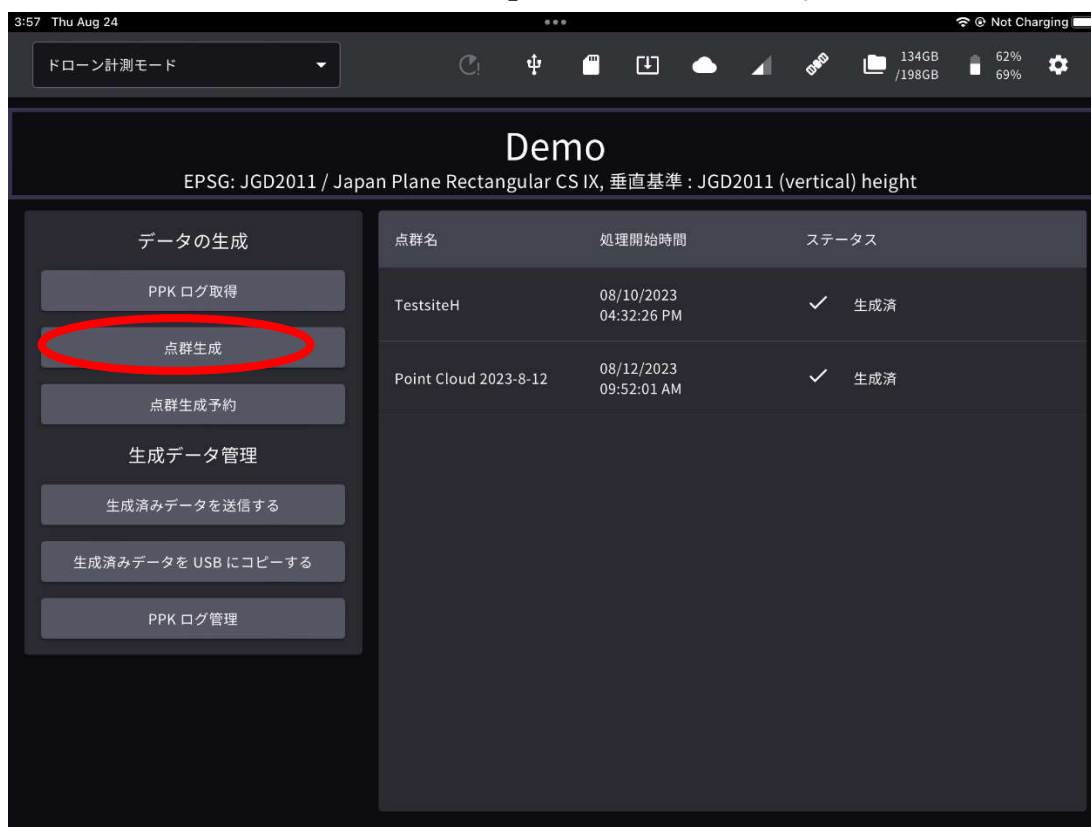 3:57 Thu Aug 24
Not Charging
ドローン計測モード
134GB
/198GB
62%
69%
Demo
EPSG: JGD2011 / Japan Plane Rectangular CS IX, 垂直基準 : JGD2011 (vertical) height
データの生成
PPK ログ取得
点群生成
点群生成予約
生成データ管理
生成済みデータを送信する
生成済みデータを USB にコピーする
PPK ログ管理
点群名 処理開始時間 ステータス
TestsiteH 08/10/2023 生成済
04:32:26 PM
Point Cloud 2023-8-12 08/12/2023 生成済
09:52:01 AM